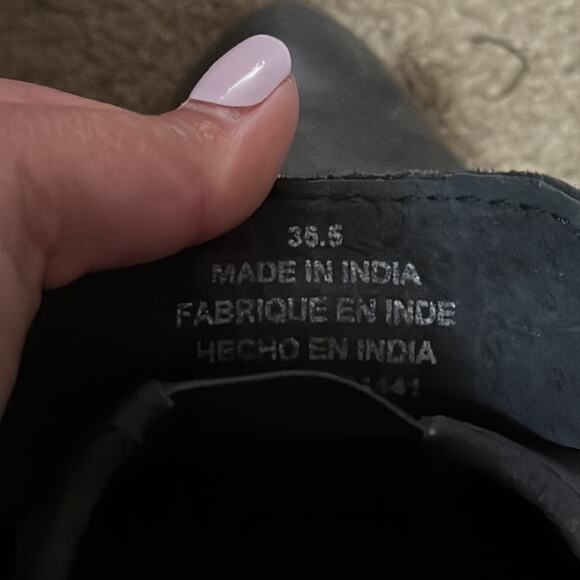 36.5
MADE IN INDIA
FABRIQUE EN INDE
HECHO EN INDIA